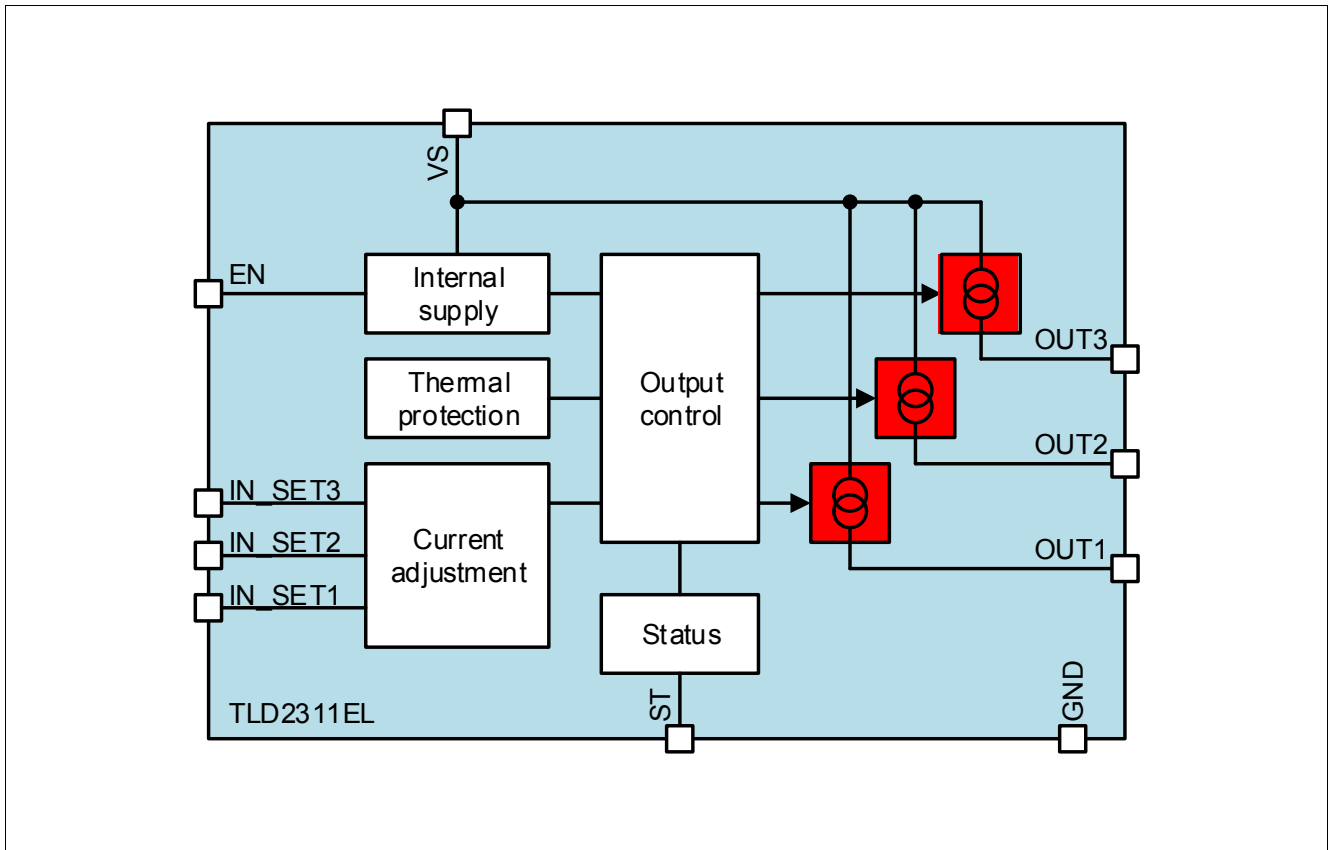 VS
EN
Internal
supply
Thermal
protection
Output
control
OUT3
OUT2
IN_SET3
IN_SET2
IN_SET1
Current
adjustment
OUT1
Status
TLD2311EL
ST
GND